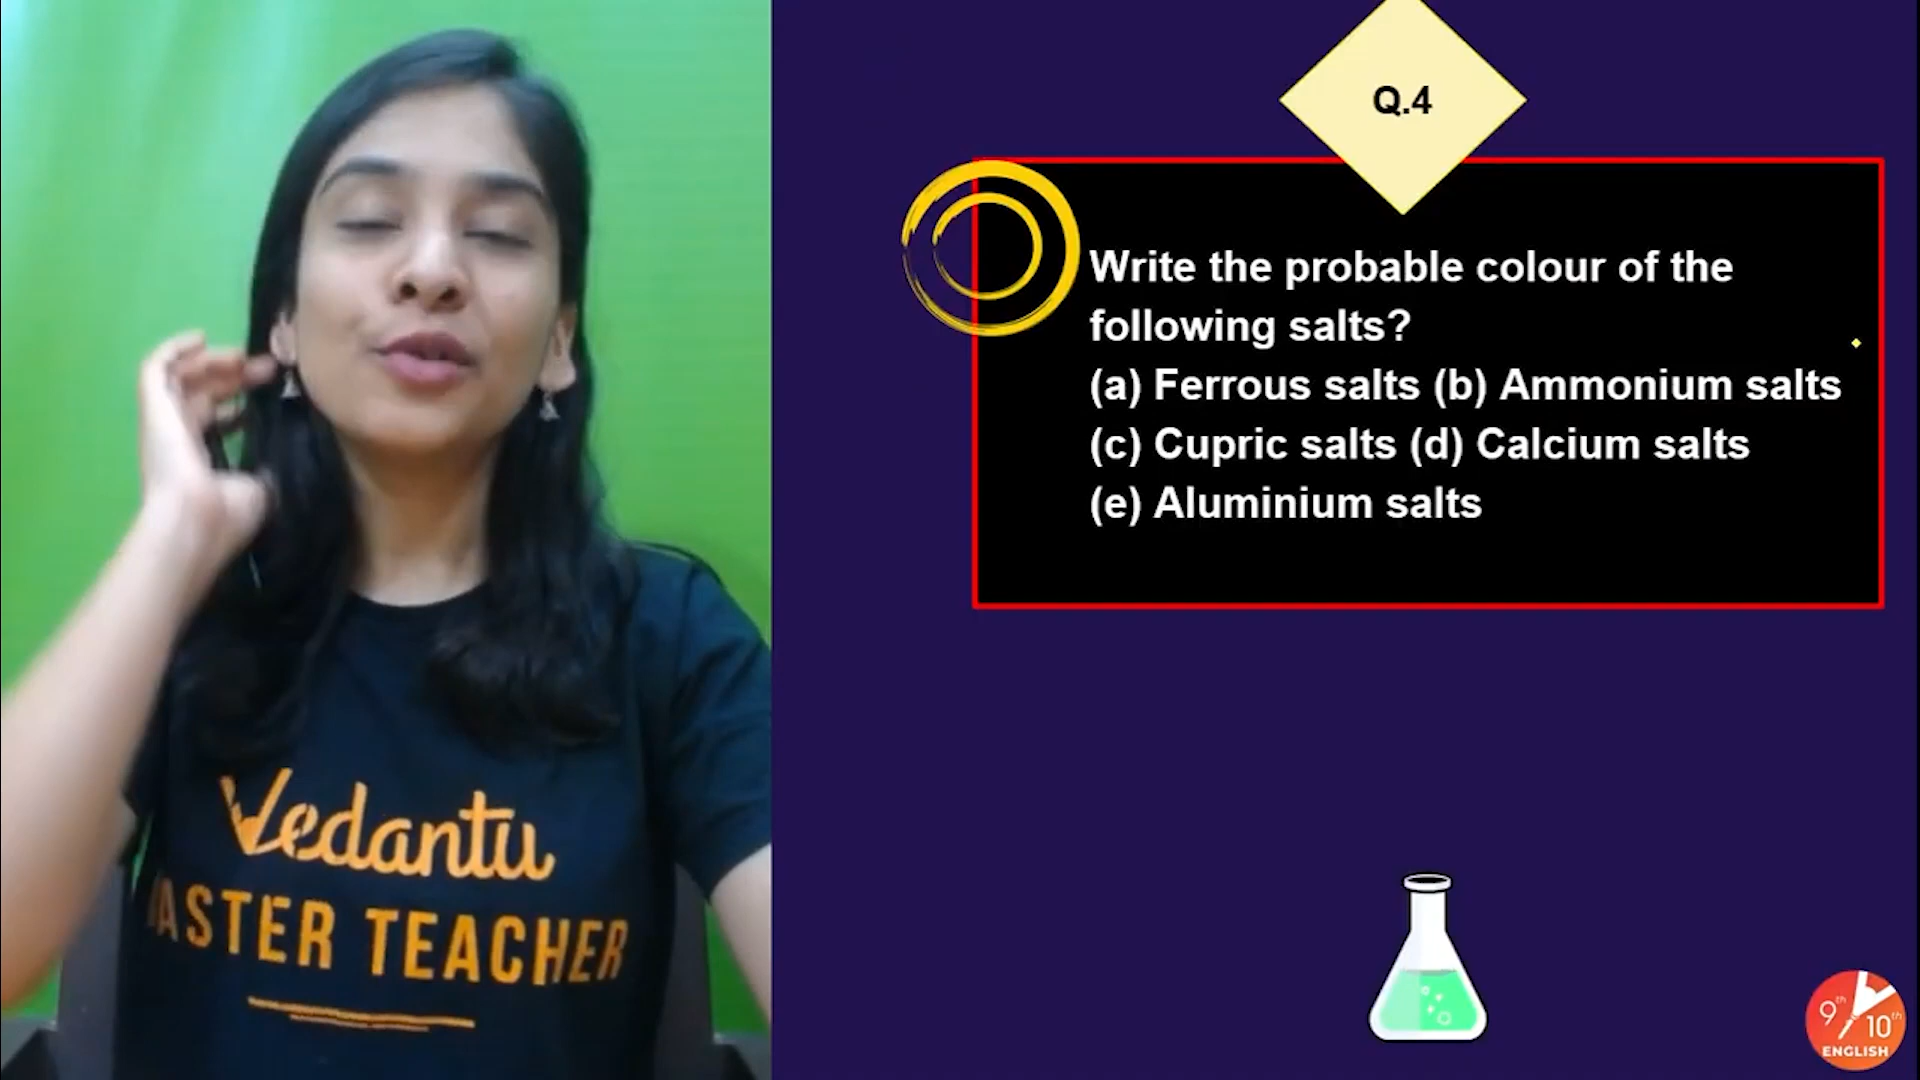 Q.4
Write the probable colour of the
following salts?
(a) Ferrous salts (b) Ammonium salts
(c) Cupric salts (d) Calcium salts
(e) Aluminium salts
Vedantu
ASTER TEACHER
9th
10th
ENGLISH